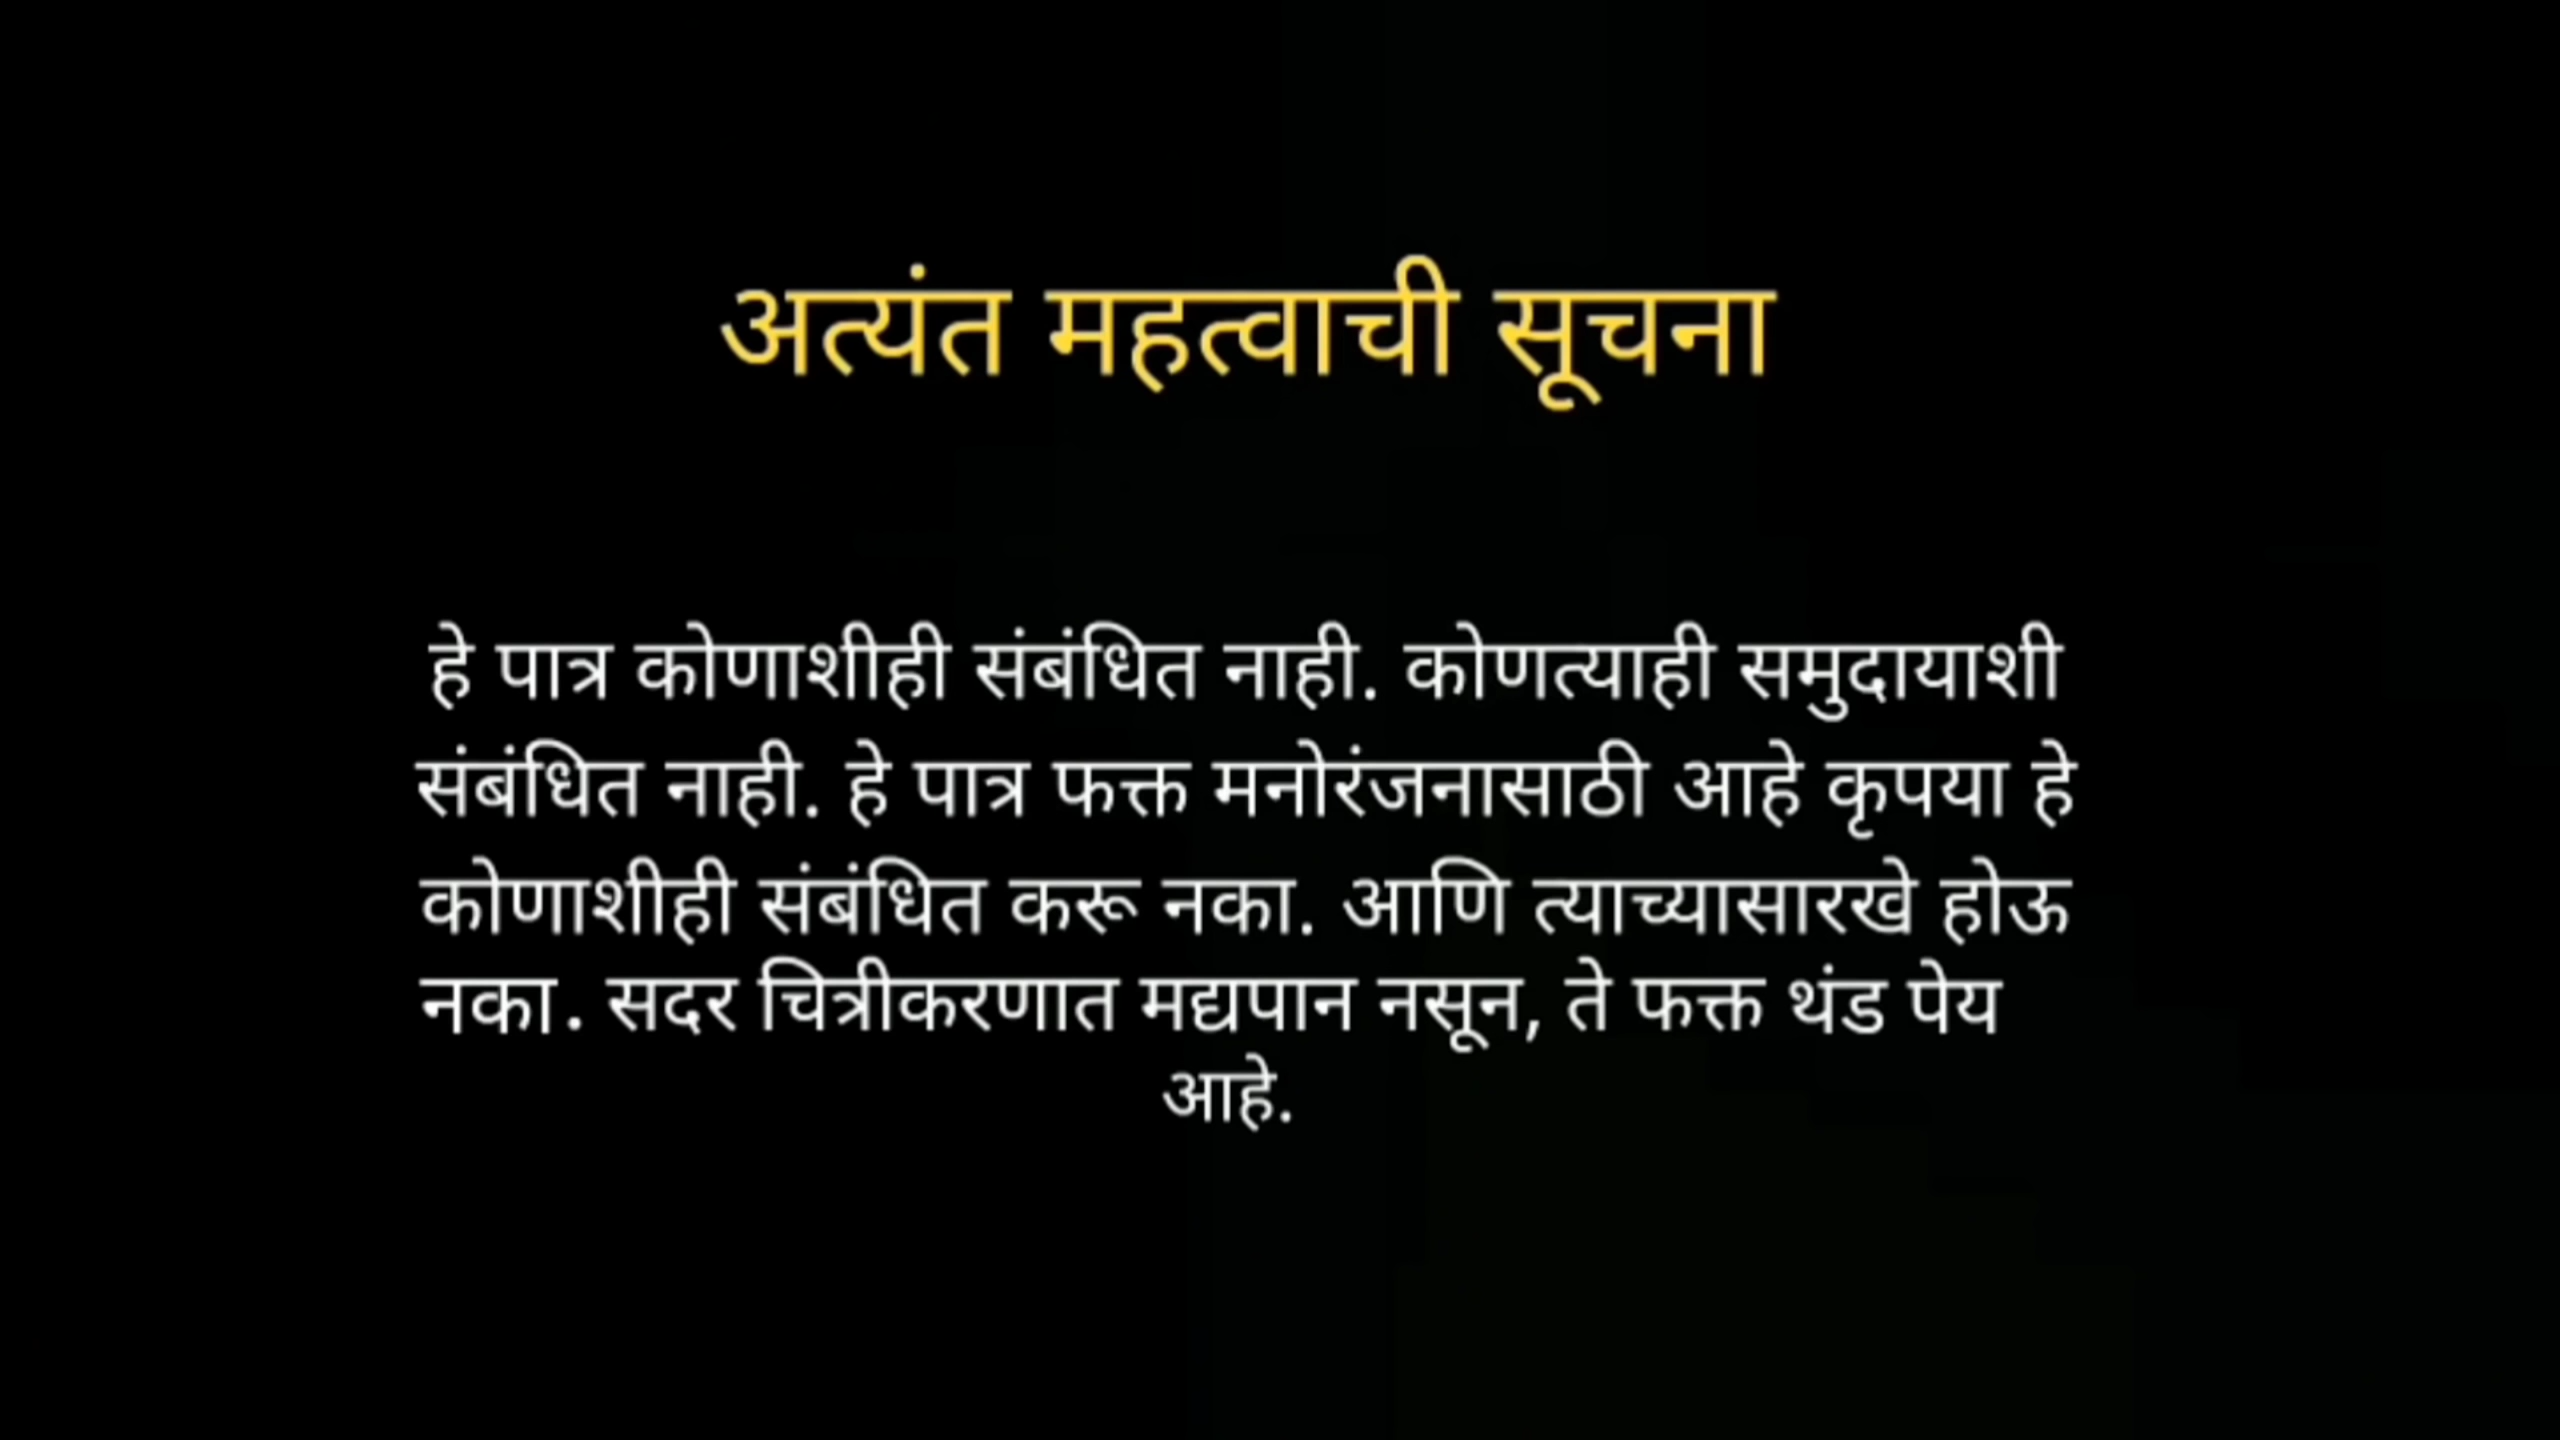 अत्यंत महत्वाची सूचना
हे पात्र कोणाशीही संबंधित नाही. कोणत्याही समुदायाशी
संबंधित नाही. हे पात्र फक्त मनोरंजनासाठी आहे कृपया हे
कोणाशीही संबंधित करू नका. आणि त्याच्यासारखे होऊ
नका. सदर चित्रीकरणात मद्यपान नसून, ते फक्त थंड पेय
आहे.